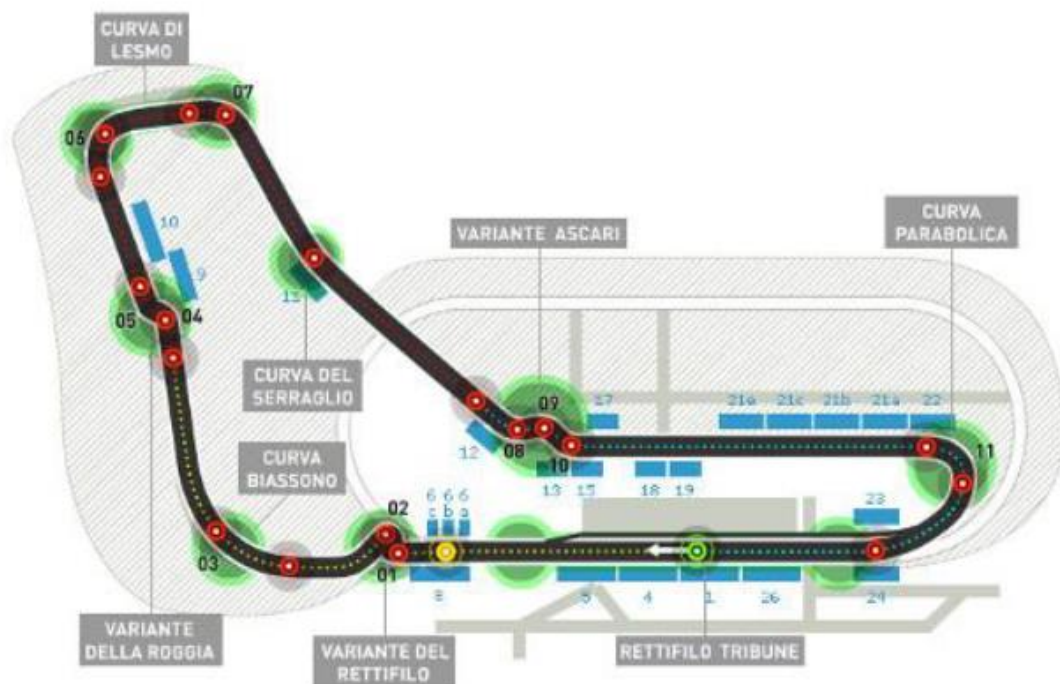 CURVA DI
LESMO
07
06
10
VARIANTE ASCARI
CURVA
PARABOLICA
9
05
04
CURVA DEL
SERRAGLIO
09
17
21e
21c
21b
21a
22
12
08
10
11
CURVA
BIASSONO
13
15
18
19
02
6 6 6
c b a
23
03
01
8
5
4
1
26
24
VARIANTE
DELLA ROGGIA
VARIANTE DEL
RETTIFILO
RETTIFILO TRIBUNE